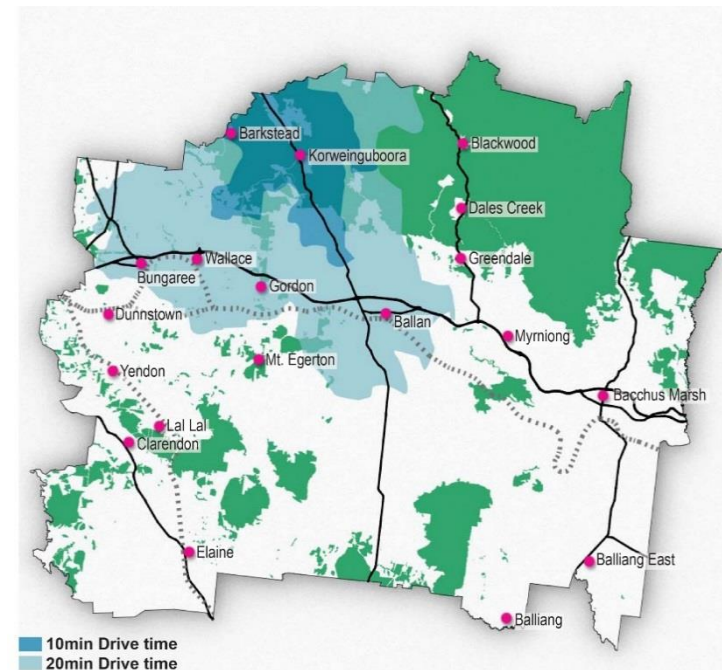 Barkstead
Korweinguboora
Blackwood
Dales Creek
Wallace
Greendale
Bungaree
Gordon
Dunnstown
Ballan
Myrniong
Mt. Egerton
Yendon
Bacchus Marsh
Lal Lal
Clarendon
Elaine
Balliang East
Balliang
10min Drive time
20min Drive time